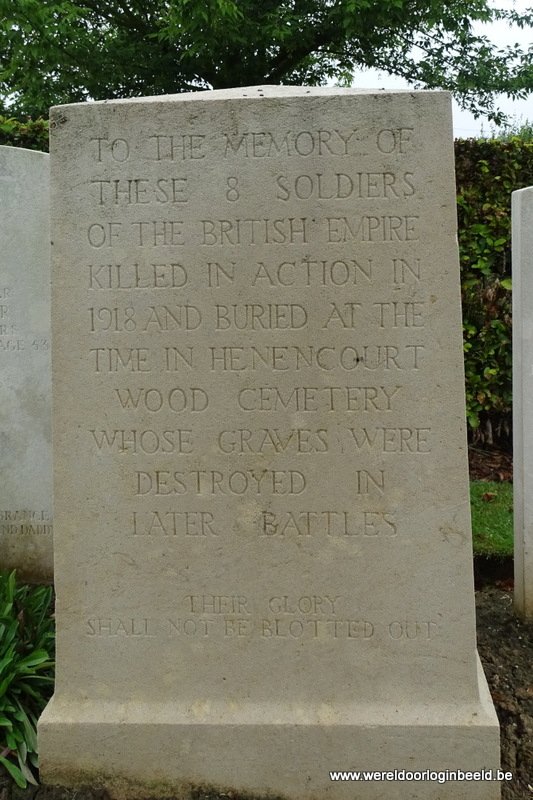 TO THE MEMORY OF
THESE 8 SOLDIERS
OF THE BRITISH EMPIRE
KILLED IN ACTION IN
1918 AND BURIED AT THE
TIME IN HENENCOURT
WOOD CEMETERY
WHOSE GRAVES WERE
DESTROYED IN
LATER BATTLES
THEIR GLORY
SHALL NOT BE BLOTTED OUT
AGE 43
www.wereldoorloginbeeld.be